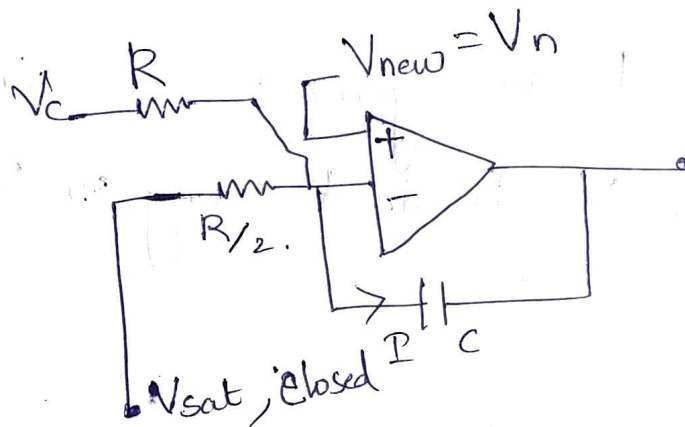 Vnew = Vn
R
Vc
+
-
R/2.
I C
Vsat, closed